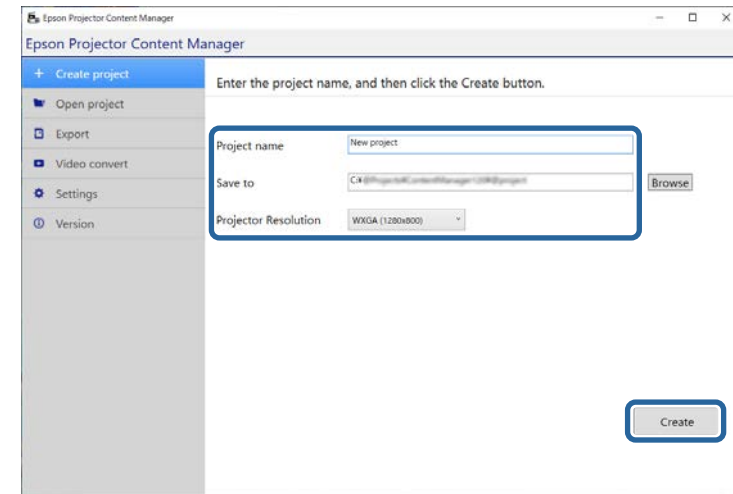 Epson Projector Content Manager
Epson Projector Content Manager
Create project
Enter the project name, and then click the Create button.
Open project
Export
Video convert
Settings
Version
Project name
New project
Save to
Browse
Projector Resolution
WXGA (1280x800)
Create